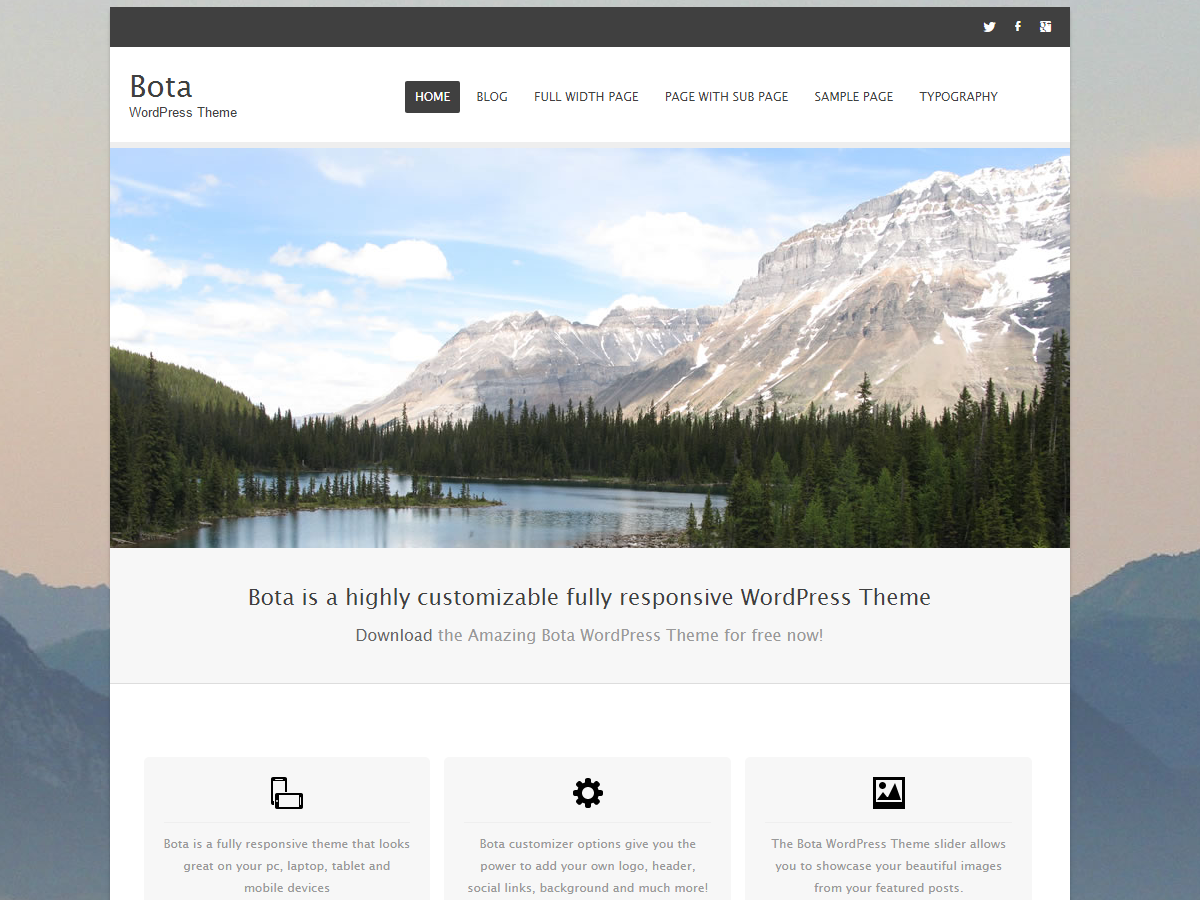 Bota
WordPress Theme
HOME BLOG FULL WIDTH PAGE PAGE WITH SUB PAGE SAMPLE PAGE TYPOGRAPHY
Bota is a highly customizable fully responsive WordPress Theme
Download the Amazing Bota WordPress Theme for free now!
Bota is a fully responsive theme that looks
great on your pc, laptop, tablet and
mobile devices
Bota customizer options give you the
power to add your own logo, header,
social links, background and much more!
The Bota WordPress Theme slider allows
you to showcase your beautiful images
from your featured posts.